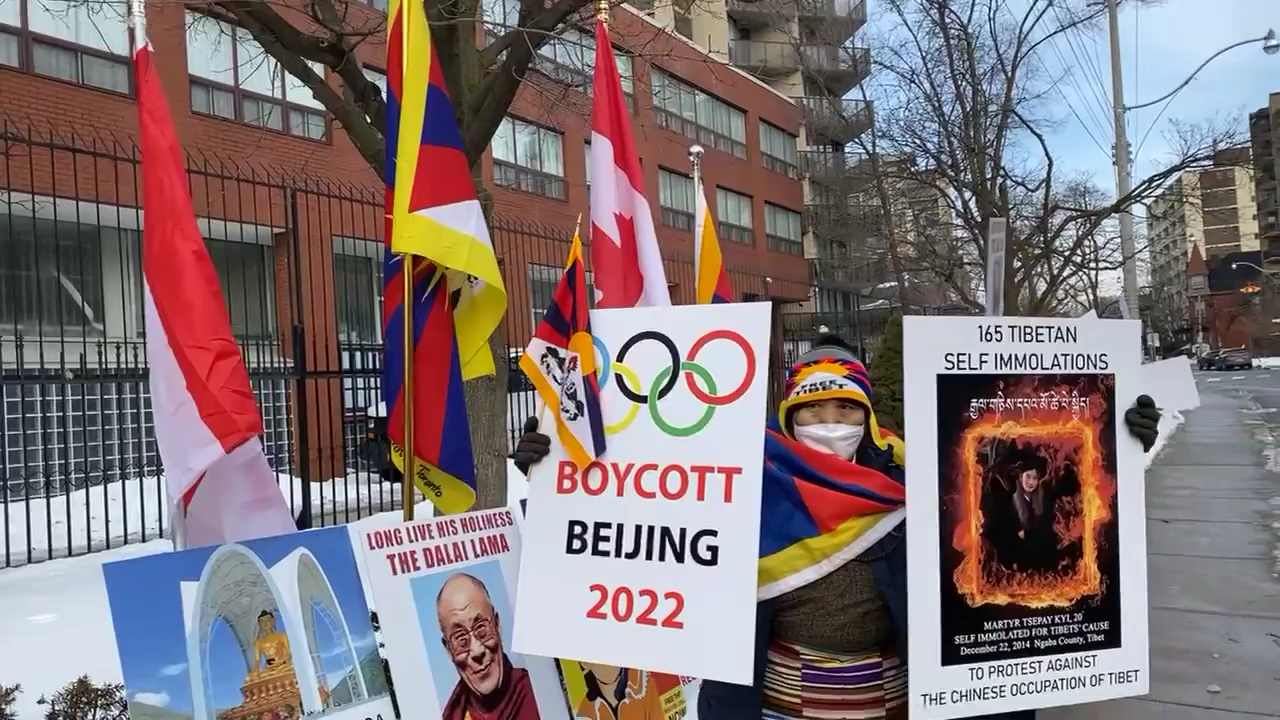 FREE
TIBET
Toronto
LONG LIVE HIS HOLINESS
THE DALAI LAMA
BOYCOTT
BEIJING
2022
165 TIBETAN
SELF IMMOLATIONS
རྒྱལ་གཅེས་དཔའ་མོ་ཚེ་
MARTYR TSEPAY KYI, 20
SELF IMMOLATED FOR TIBETS' CAUSE
December 22, 2014 Ngaba County, Tibet
TO PROTEST AGAINST
THE CHINESE OCCUPATION OF TIBET